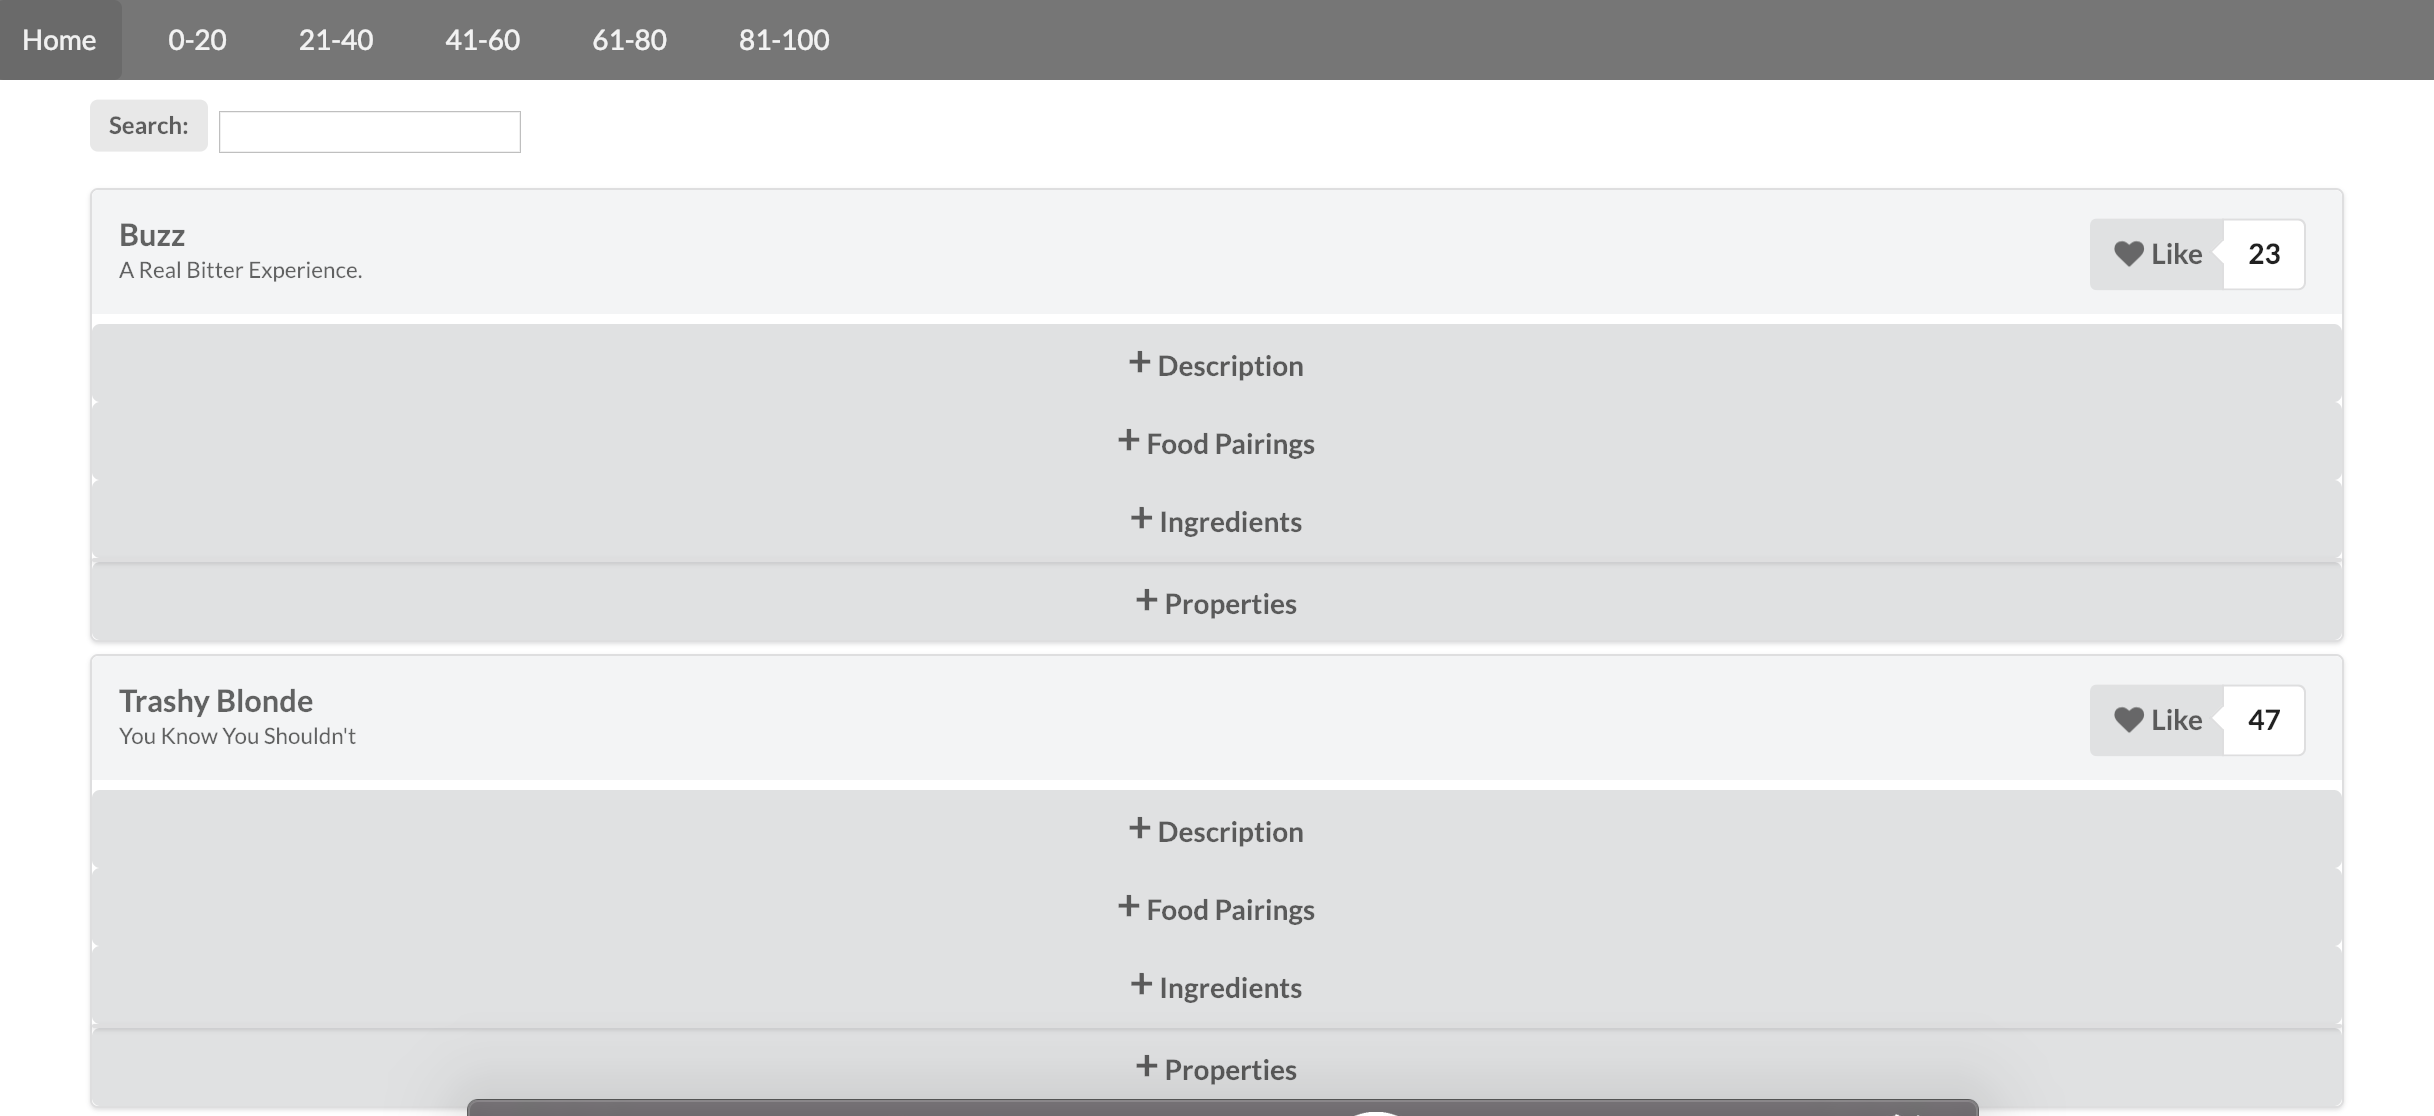 Home 0-20 21-40 41-60 61-80 81-100
Search:
Buzz
A Real Bitter Experience.
Like 23
+ Description
+ Food Pairings
+ Ingredients
+ Properties
Trashy Blonde
You Know You Shouldn't
Like 47
+ Description
+ Food Pairings
+ Ingredients
+ Properties